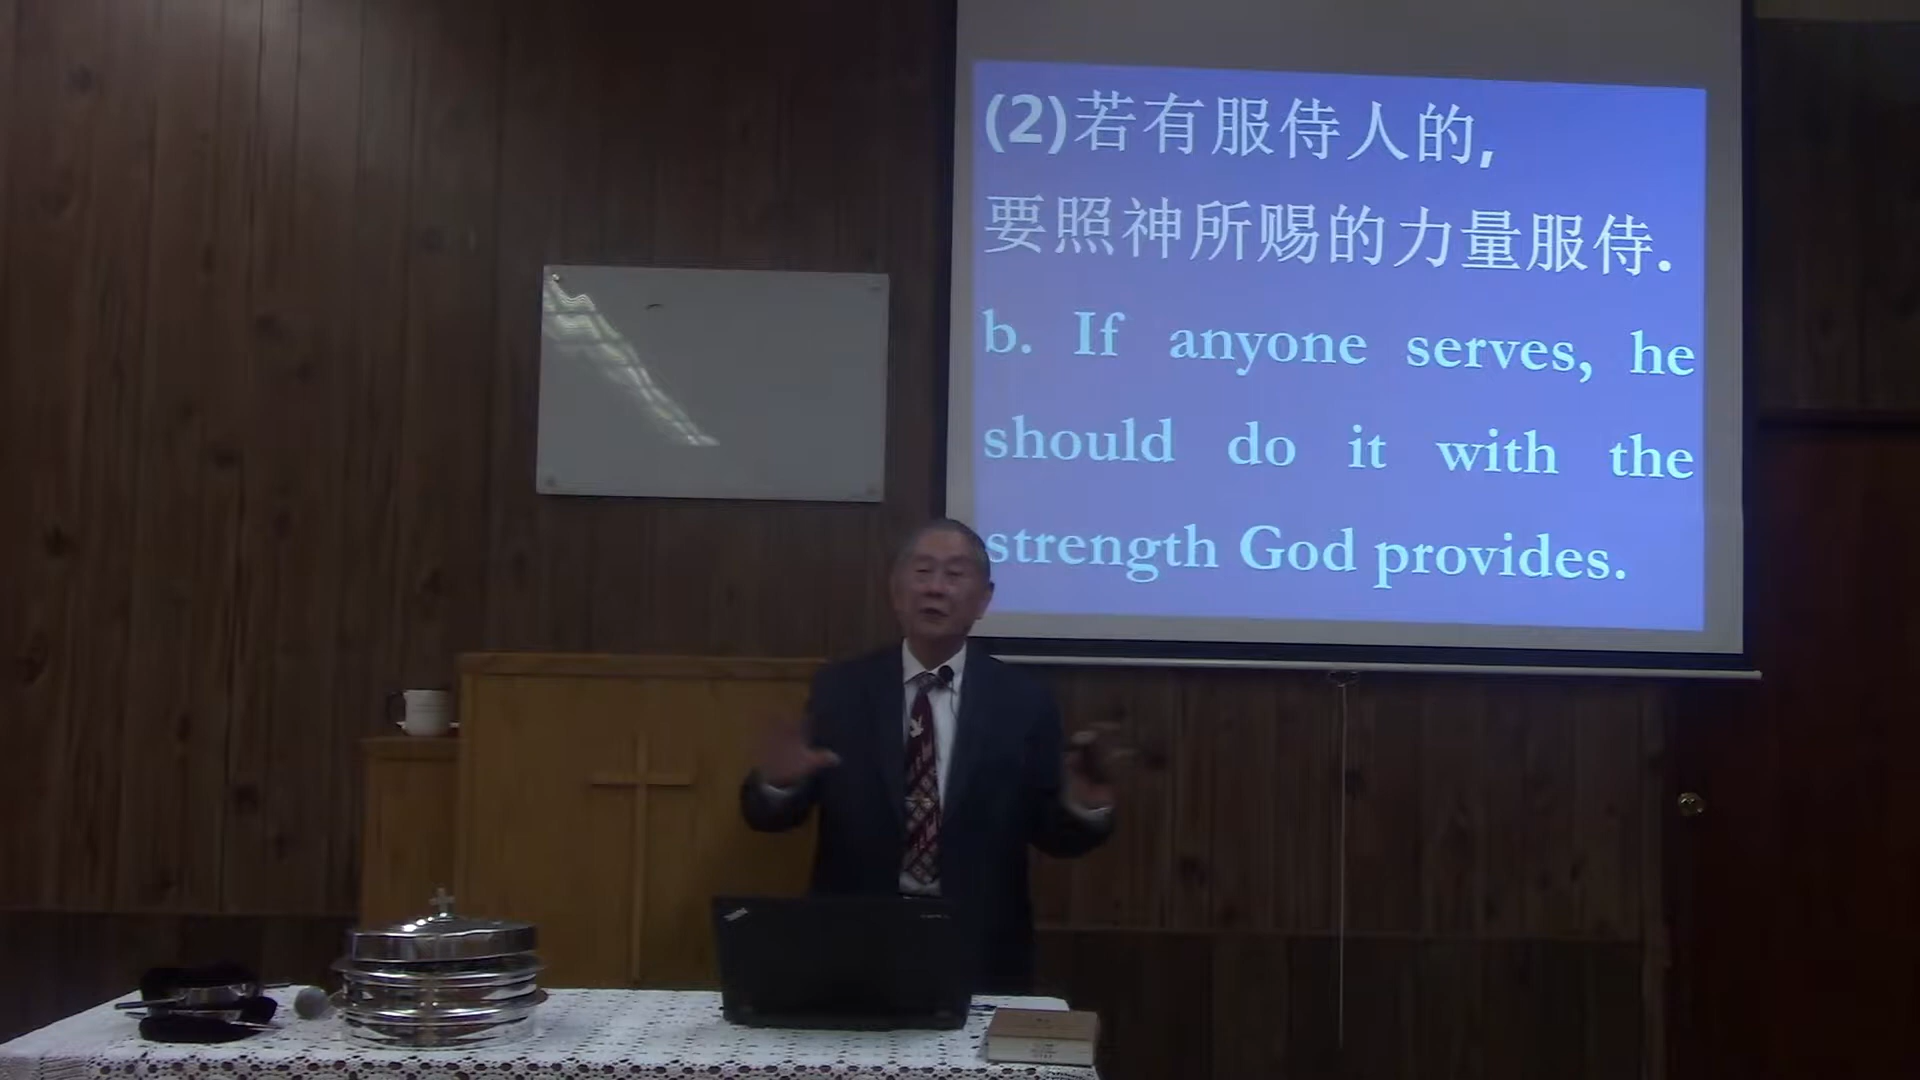 (2)若有服侍人的,
要照神所赐的力量服侍.
b. If anyone serves, he
should do it with the
strength God provides.